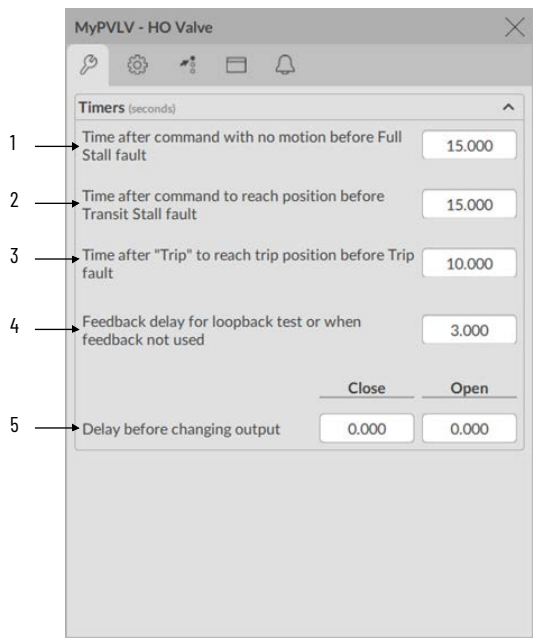 MyPVLV - HO Valve
Timers (seconds)
1
Time after command with no motion before Full
Stall fault
15.000
2
Time after command to reach position before
Transit Stall fault
15.000
3
Time after "Trip" to reach trip position before Trip
fault
10.000
4
Feedback delay for loopback test or when
feedback not used
3.000
Close Open
5
Delay before changing output
0.000 0.000